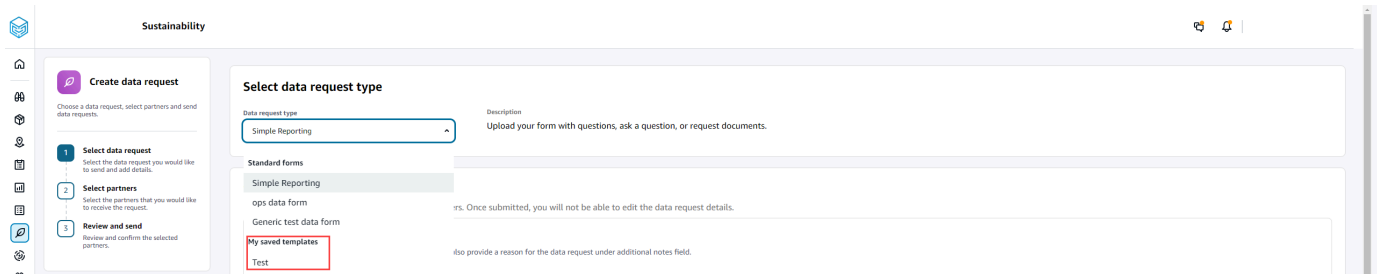 Sustainability
Create data request
Choose a data request, select partners and send
data requests.
1
Select data request
Select the data request you would like
to send and add details.
2
Select partners
Select the partners that you would like
to receive the request.
3
Review and send
Review and confirm the selected
partners.
Select data request type
Data request type
Simple Reporting
Description
Upload your form with questions, ask a question, or request documents.
Standard forms
Simple Reporting
ops data form
Generic test data form
My saved templates
Test
ers. Once submitted, you will not be able to edit the data request details.
lso provide a reason for the data request under additional notes field.